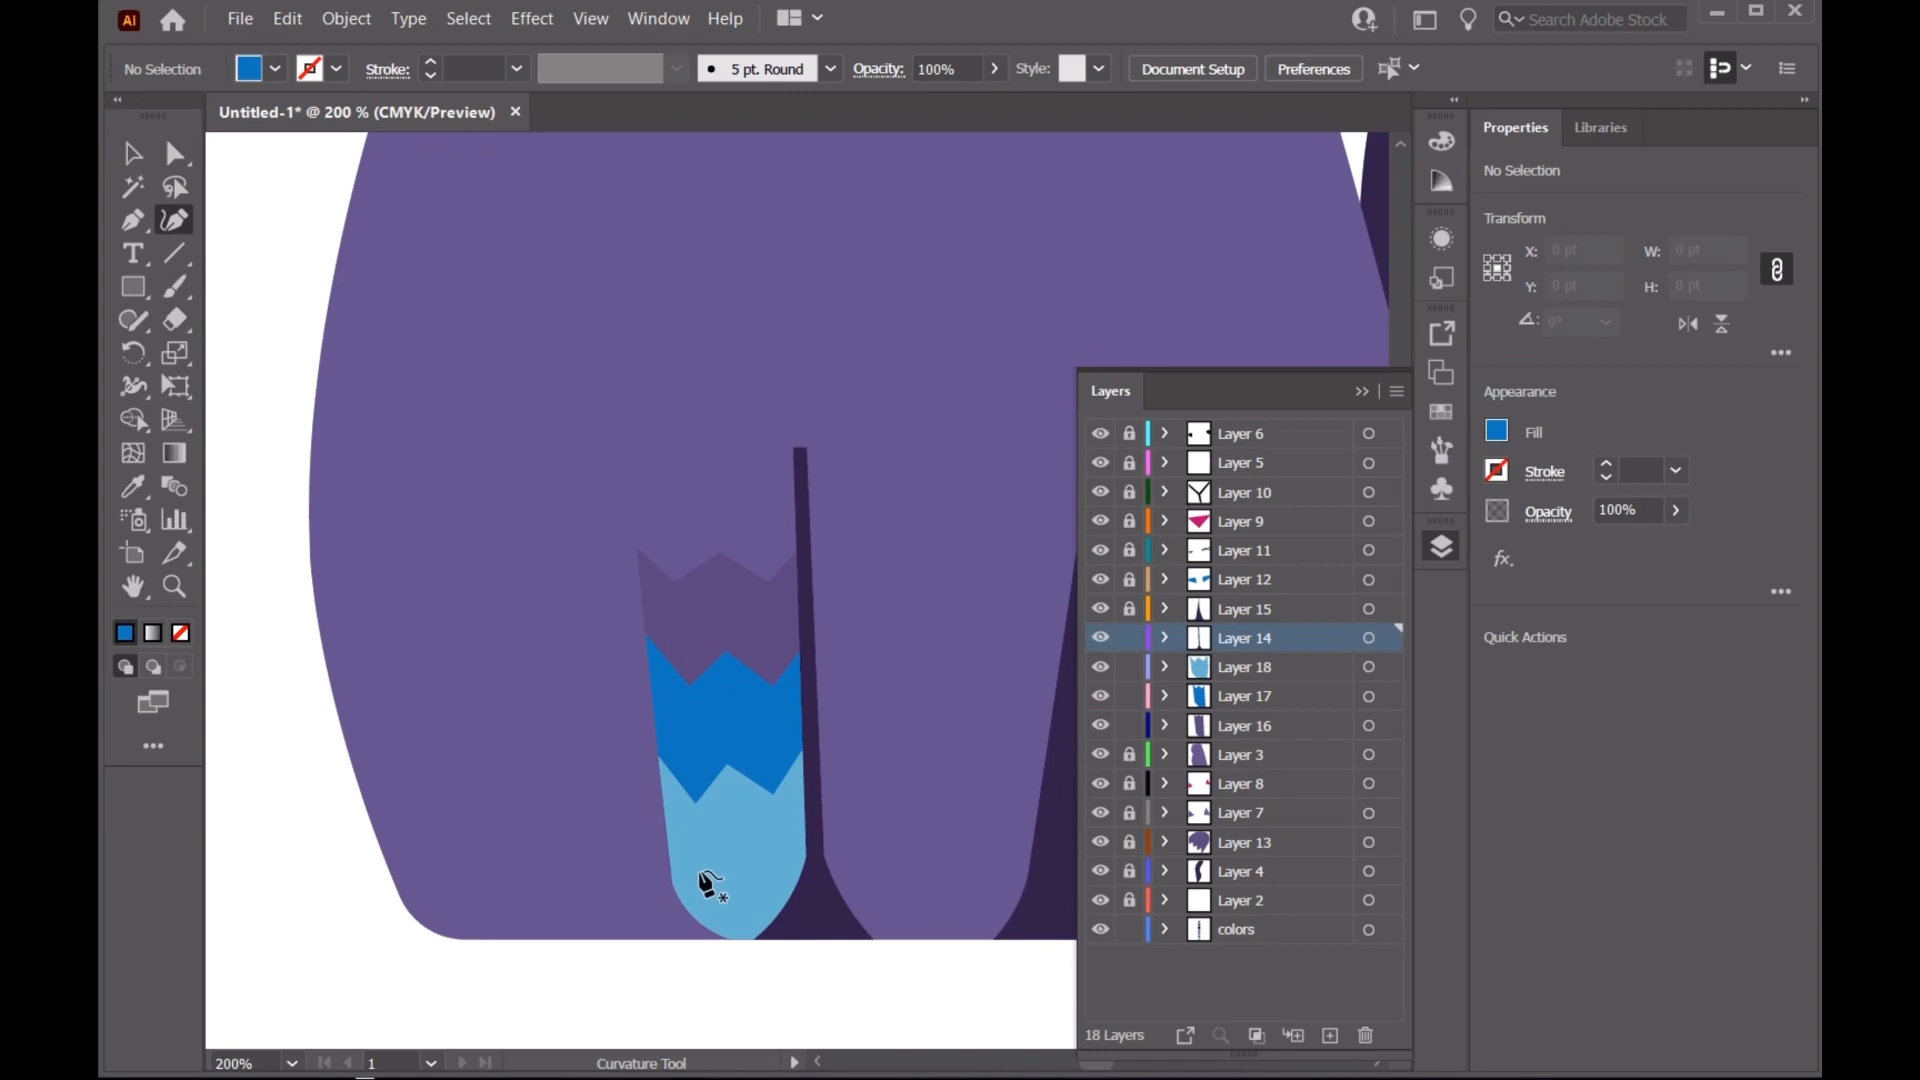 Ai File Edit Object Type Select Effect View Window Help Search Adobe Stock
No Selection Stroke: 5 pt. Round Opacity: 100% Style: Document Setup Preferences
Untitled-1* @ 200 % (CMYK/Preview)
Properties Libraries
No Selection
Transform
X: 0 pt W: 0 pt
Y: 0 pt H: 0 pt
0°
Appearance
Fill
Stroke
Opacity 100%
fx.
Quick Actions
Layers
Layer 6
Layer 5
Layer 10
Layer 9
Layer 11
Layer 12
Layer 15
Layer 14
Layer 18
Layer 17
Layer 16
Layer 3
Layer 8
Layer 7
Layer 13
Layer 4
Layer 2
colors
18 Layers
200% 1 Curvature Tool